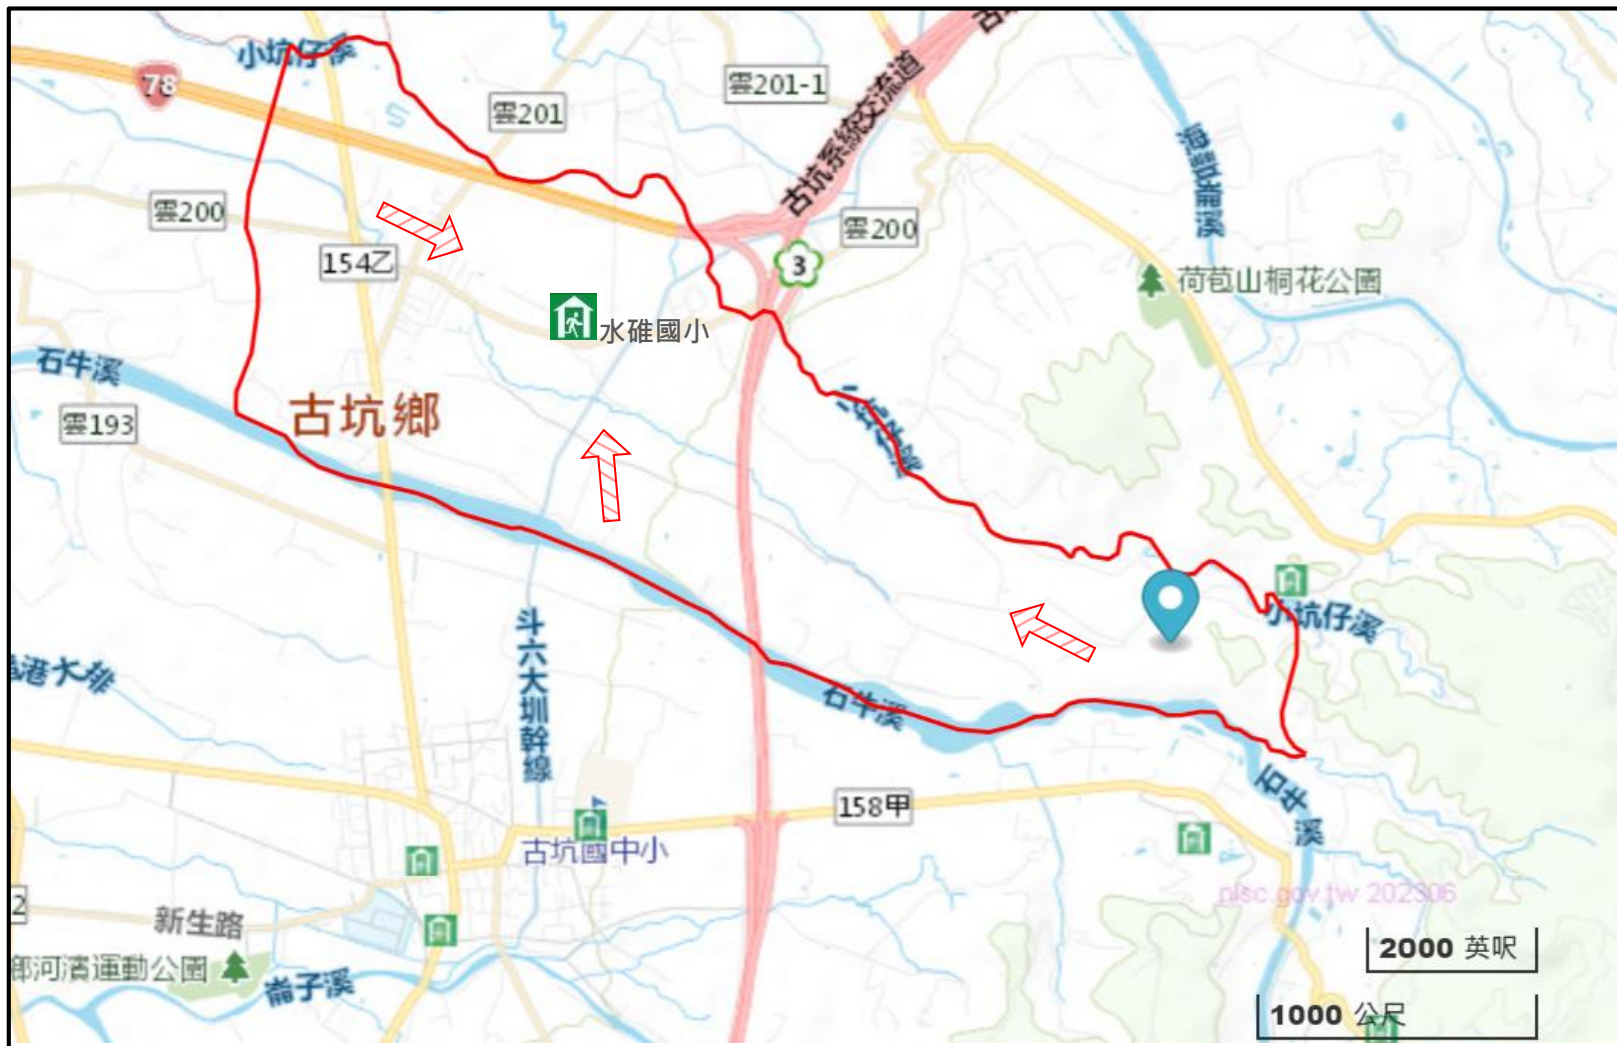 小坑仔溪
78
雲201
雲201-1
古坑系統交流道
雲200
154乙
雲200
3
荷苞山桐花公園
水碓國小
石牛溪
雲193
古坑鄉
小坑仔溪
小坑仔溪
斗六大圳幹線
石牛溪
石牛溪
158甲
古坑國中小
nlsc.gov.tw 202306
2
新生路
鄉河濱運動公園
崙子溪
2000 英呎
1000 公尺